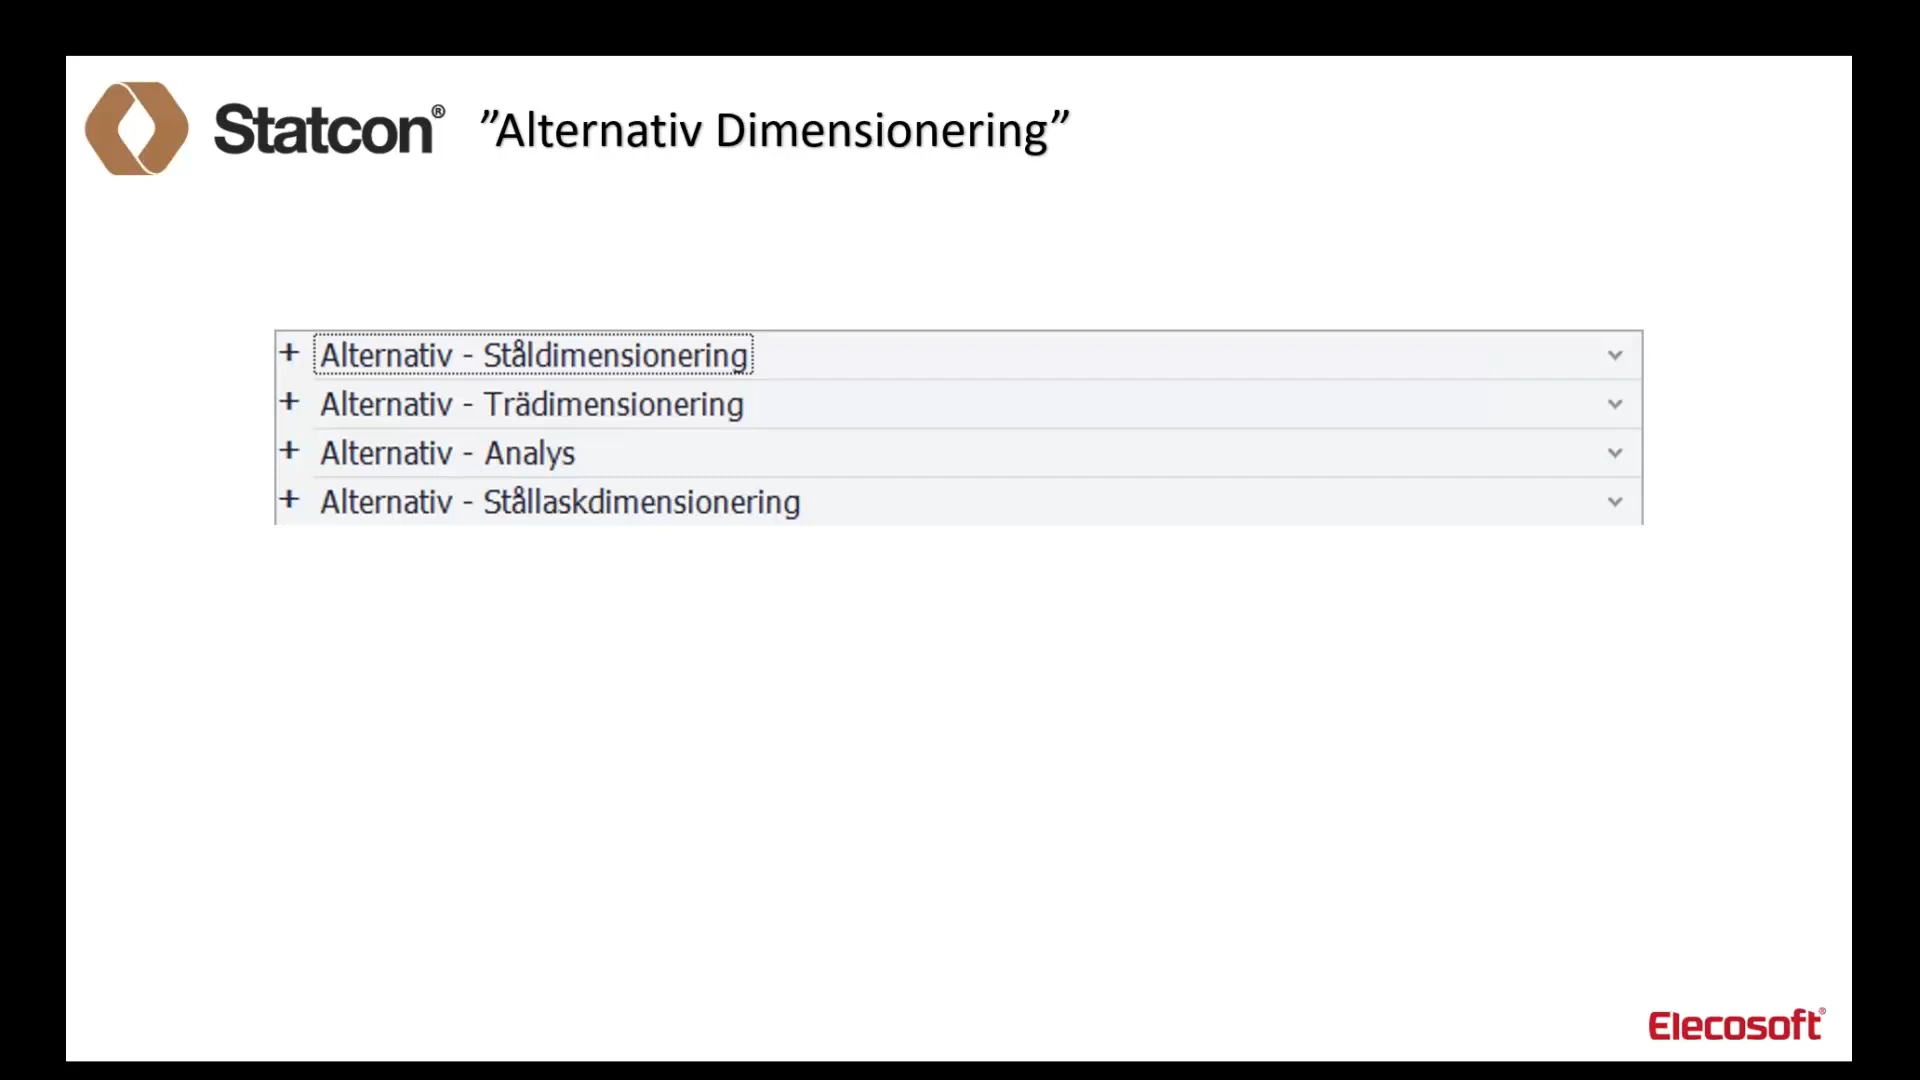 Statcon® ”Alternativ Dimensionering”
+ Alternativ - Ståldimensionering
+ Alternativ - Trädimensionering
+ Alternativ - Analys
+ Alternativ - Stållaskdimensionering
Elecosoft®